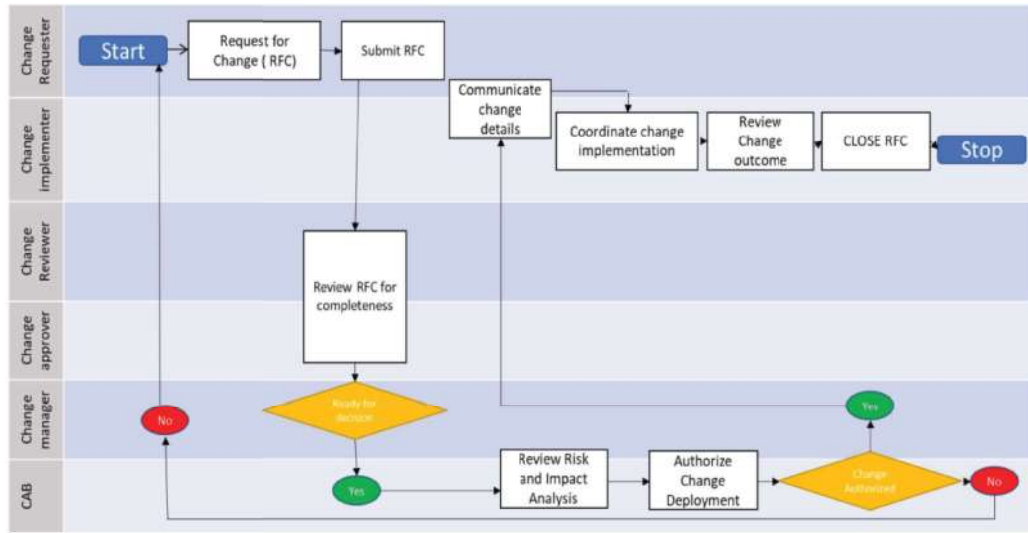 Change
Requester
Start
Request for
Change ( RFC)
Submit RFC
Change
implementer
Communicate
change
details
Coordinate change
implementation
Review
Change
outcome
CLOSE RFC
Stop
Change
Reviewer
Review RFC for
completeness
Change
approver
Change
manager
No
Ready for
decision
Yes
CAB
Yes
Review Risk
and Impact
Analysis
Authorize
Change
Deployment
Change
Authorized
No